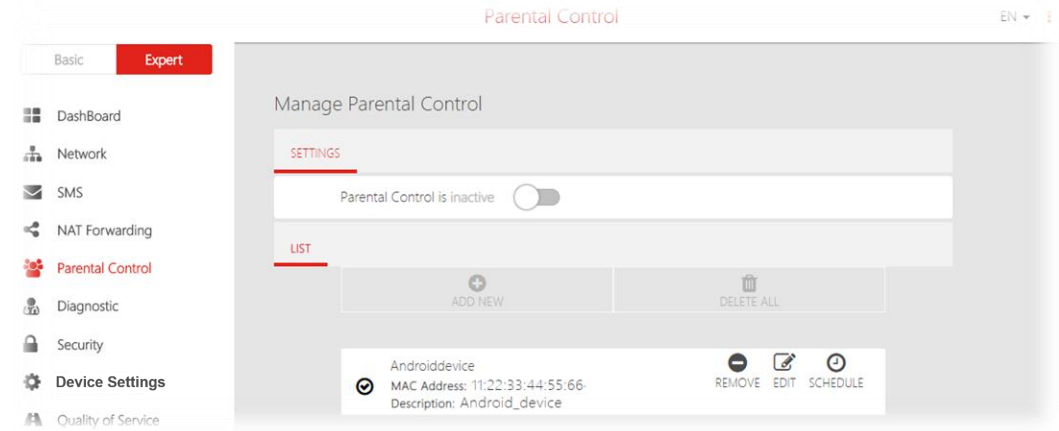 Parental Control
EN
Basic
Expert
DashBoard
Network
SMS
NAT Forwarding
Parental Control
Diagnostic
Security
Device Settings
Quality of Service
Manage Parental Control
SETTINGS
Parental Control is inactive
LIST
ADD NEW
DELETE ALL
Androiddevice
MAC Address: 11:22:33:44:55:66
Description: Android_device
REMOVE
EDIT
SCHEDULE